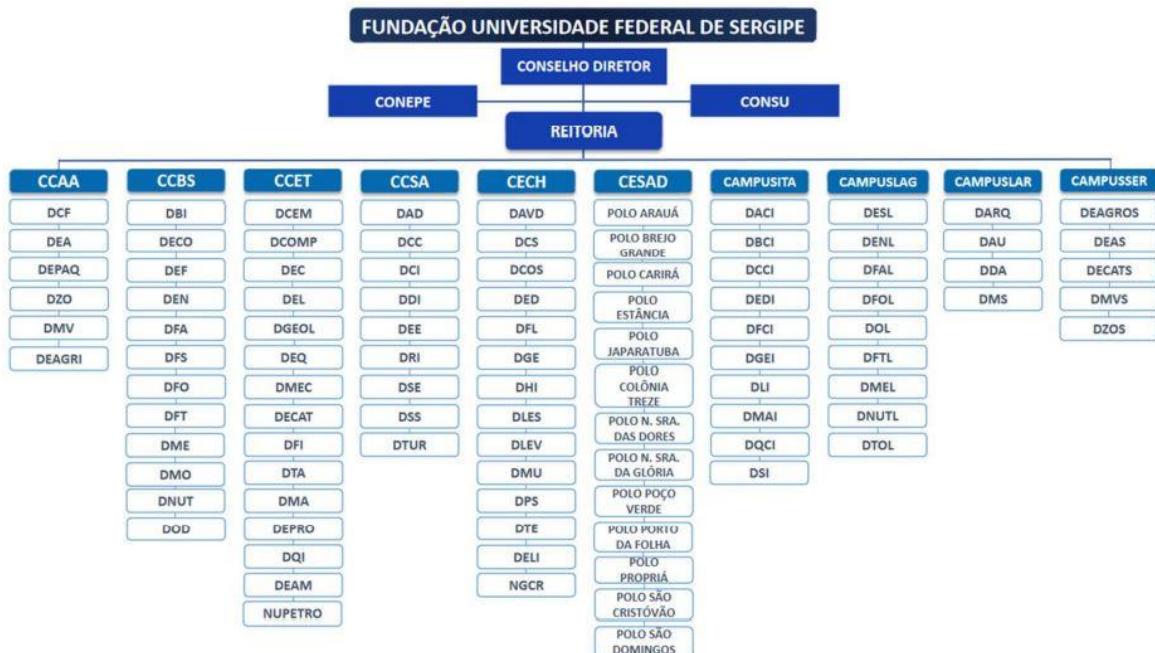 FUNDAÇÃO UNIVERSIDADE FEDERAL DE SERGIPE
CONSELHO DIRETOR
CONEPE
CONSU
REITORIA
CCAA
DCF
DEA
DEPAQ
DZO
DMV
DEAGRI
CCBS
DBI
DECO
DEF
DEN
DFA
DFS
DFO
DFT
DME
DMO
DNUT
DOD
CCET
DCEM
DCOMP
DEC
DEL
DGEOL
DEQ
DMEC
DECAT
DFI
DTA
DMA
DEPRO
DQI
DEAM
NUPETRO
CCSA
DAD
DCC
DCI
DDI
DEE
DRI
DSE
DSS
DTUR
CECH
DAVD
DCS
DCOS
DED
DFL
DGE
DHI
DLES
DLEV
DMU
DPS
DTE
DELI
NGCR
CESAD
POLO ARAUÁ
POLO BREJO
GRANDE
POLO CARIRÁ
POLO
ESTÂNCIA
POLO
JAPARATUBA
POLO
COLÔNIA
TREZE
POLO N. SRA.
DAS DORES
POLO N. SRA.
DA GLÓRIA
POLO POÇO
VERDE
POLO PORTO
DA FOLHA
POLO
PROPRIÁ
POLO SÃO
CRISTÓVÃO
POLO SÃO
DOMINGOS
CAMPUSITA
DACI
DBCI
DCCI
DEDI
DFCI
DGEI
DLI
DMAI
DQCI
DSI
CAMPUSLAG
DESL
DENL
DFAL
DFOL
DOL
DFTL
DMEL
DNUTL
DTOL
CAMPUSLAR
DARQ
DAU
DDA
DMS
CAMPUSSER
DEAGROS
DEAS
DECATS
DMVS
DZOS